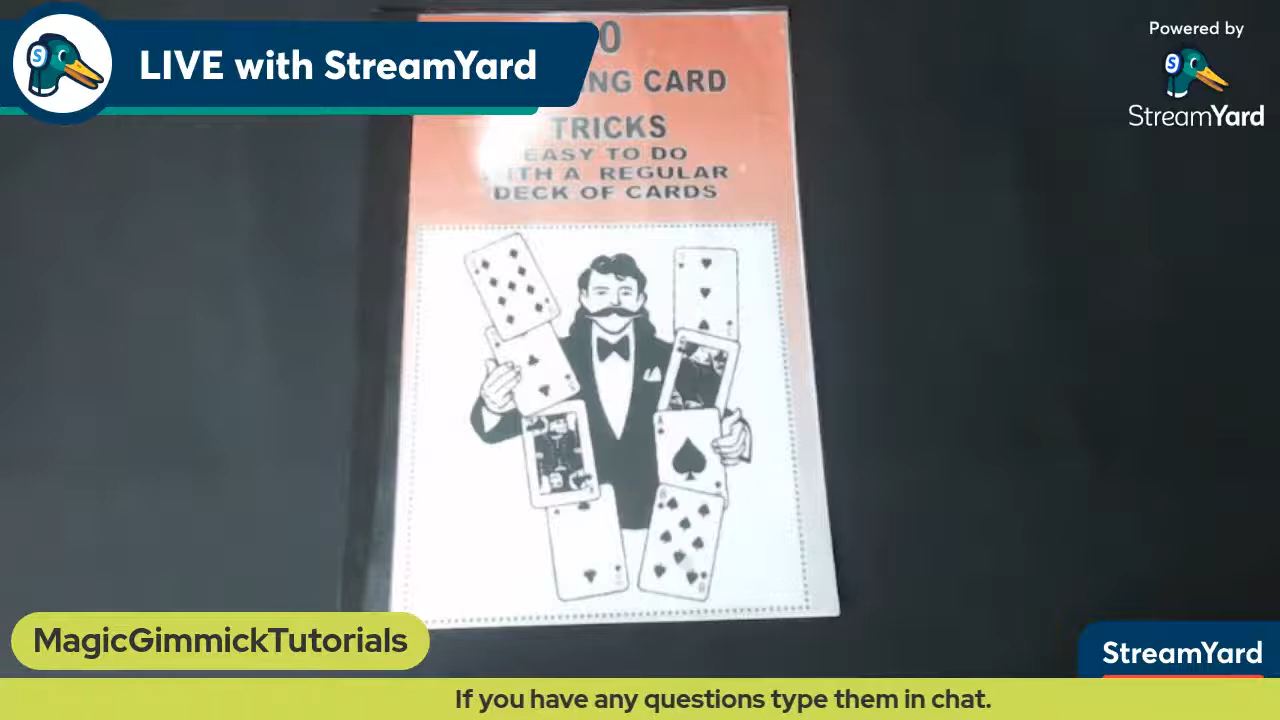 LIVE with StreamYard
Powered by
StreamYard
0
ING CARD
TRICKS
EASY TO DO
ITH A REGULAR
DECK OF CARDS
MagicGimmickTutorials
StreamYard
If you have any questions type them in chat.